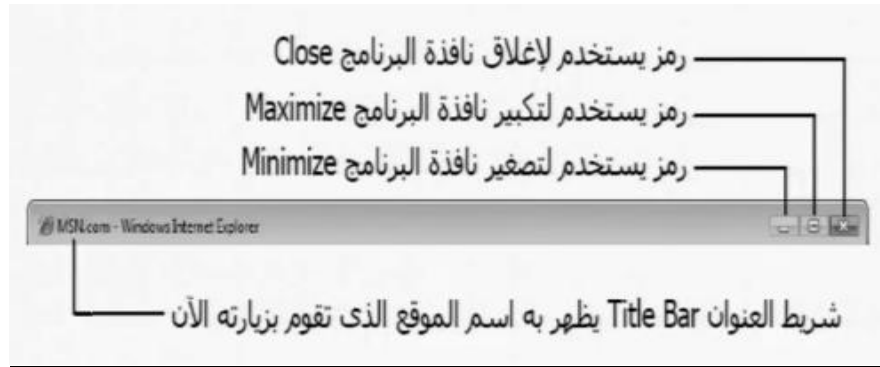 رمز يستخدم لإغلاق نافذة البرنامج Close
رمز يستخدم لتكبير نافذة البرنامج Maximize
رمز يستخدم لتصغير نافذة البرنامج Minimize
MSN.com - Windows Internet Explorer
شريط العنوان Title Bar يظهر به اسم الموقع الذى تقوم بزيارته الآن